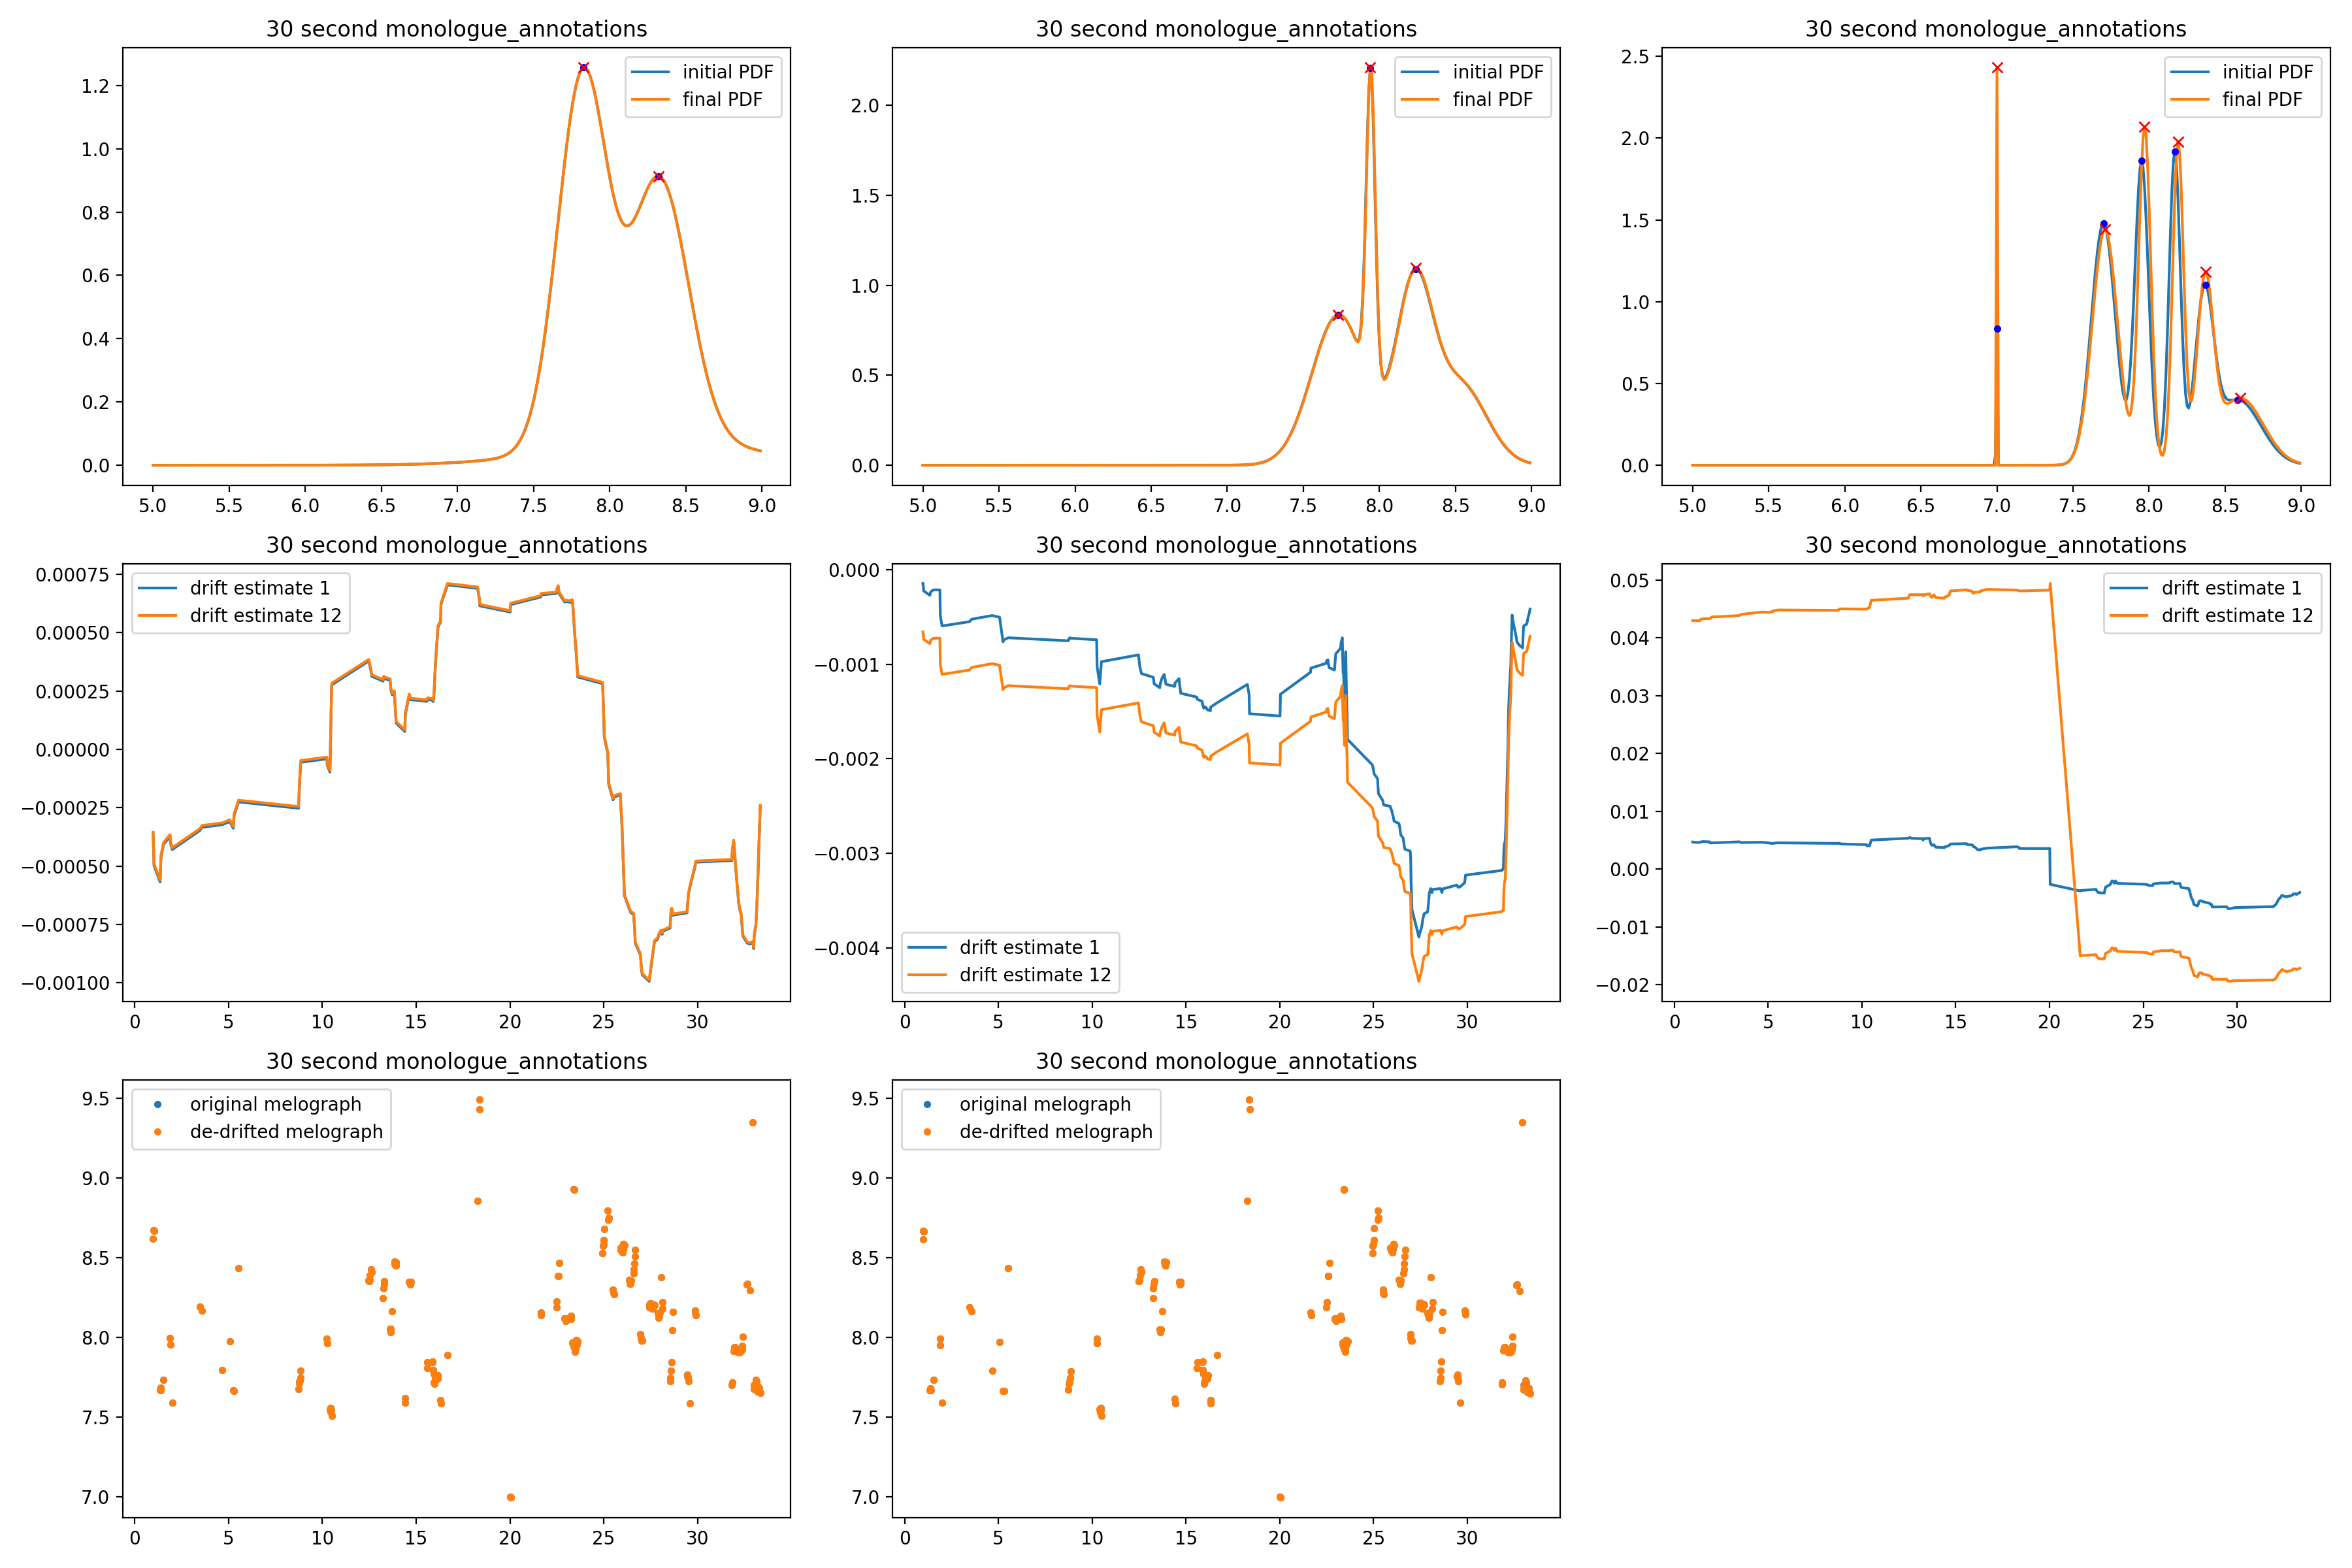 30 second monologue_annotations
30 second monologue_annotations
30 second monologue_annotations
initial PDF
final PDF
1.2
1.0
0.8
0.6
0.4
0.2
0.0
5.0 5.5 6.0 6.5 7.0 7.5 8.0 8.5 9.0
initial PDF
final PDF
2.0
1.5
1.0
0.5
0.0
5.0 5.5 6.0 6.5 7.0 7.5 8.0 8.5 9.0
initial PDF
final PDF
2.5
2.0
1.5
1.0
0.5
0.0
5.0 5.5 6.0 6.5 7.0 7.5 8.0 8.5 9.0
30 second monologue_annotations
30 second monologue_annotations
30 second monologue_annotations
drift estimate 1
drift estimate 12
0.00075
0.00050
0.00025
0.00000
−0.00025
−0.00050
−0.00075
−0.00100
0 5 10 15 20 25 30
0.000
−0.001
−0.002
−0.003
−0.004
drift estimate 1
drift estimate 12
0 5 10 15 20 25 30
drift estimate 1
drift estimate 12
0.05
0.04
0.03
0.02
0.01
0.00
−0.01
−0.02
0 5 10 15 20 25 30
30 second monologue_annotations
30 second monologue_annotations
original melograph
de-drifted melograph
9.5
9.0
8.5
8.0
7.5
7.0
0 5 10 15 20 25 30
original melograph
de-drifted melograph
9.5
9.0
8.5
8.0
7.5
7.0
0 5 10 15 20 25 30